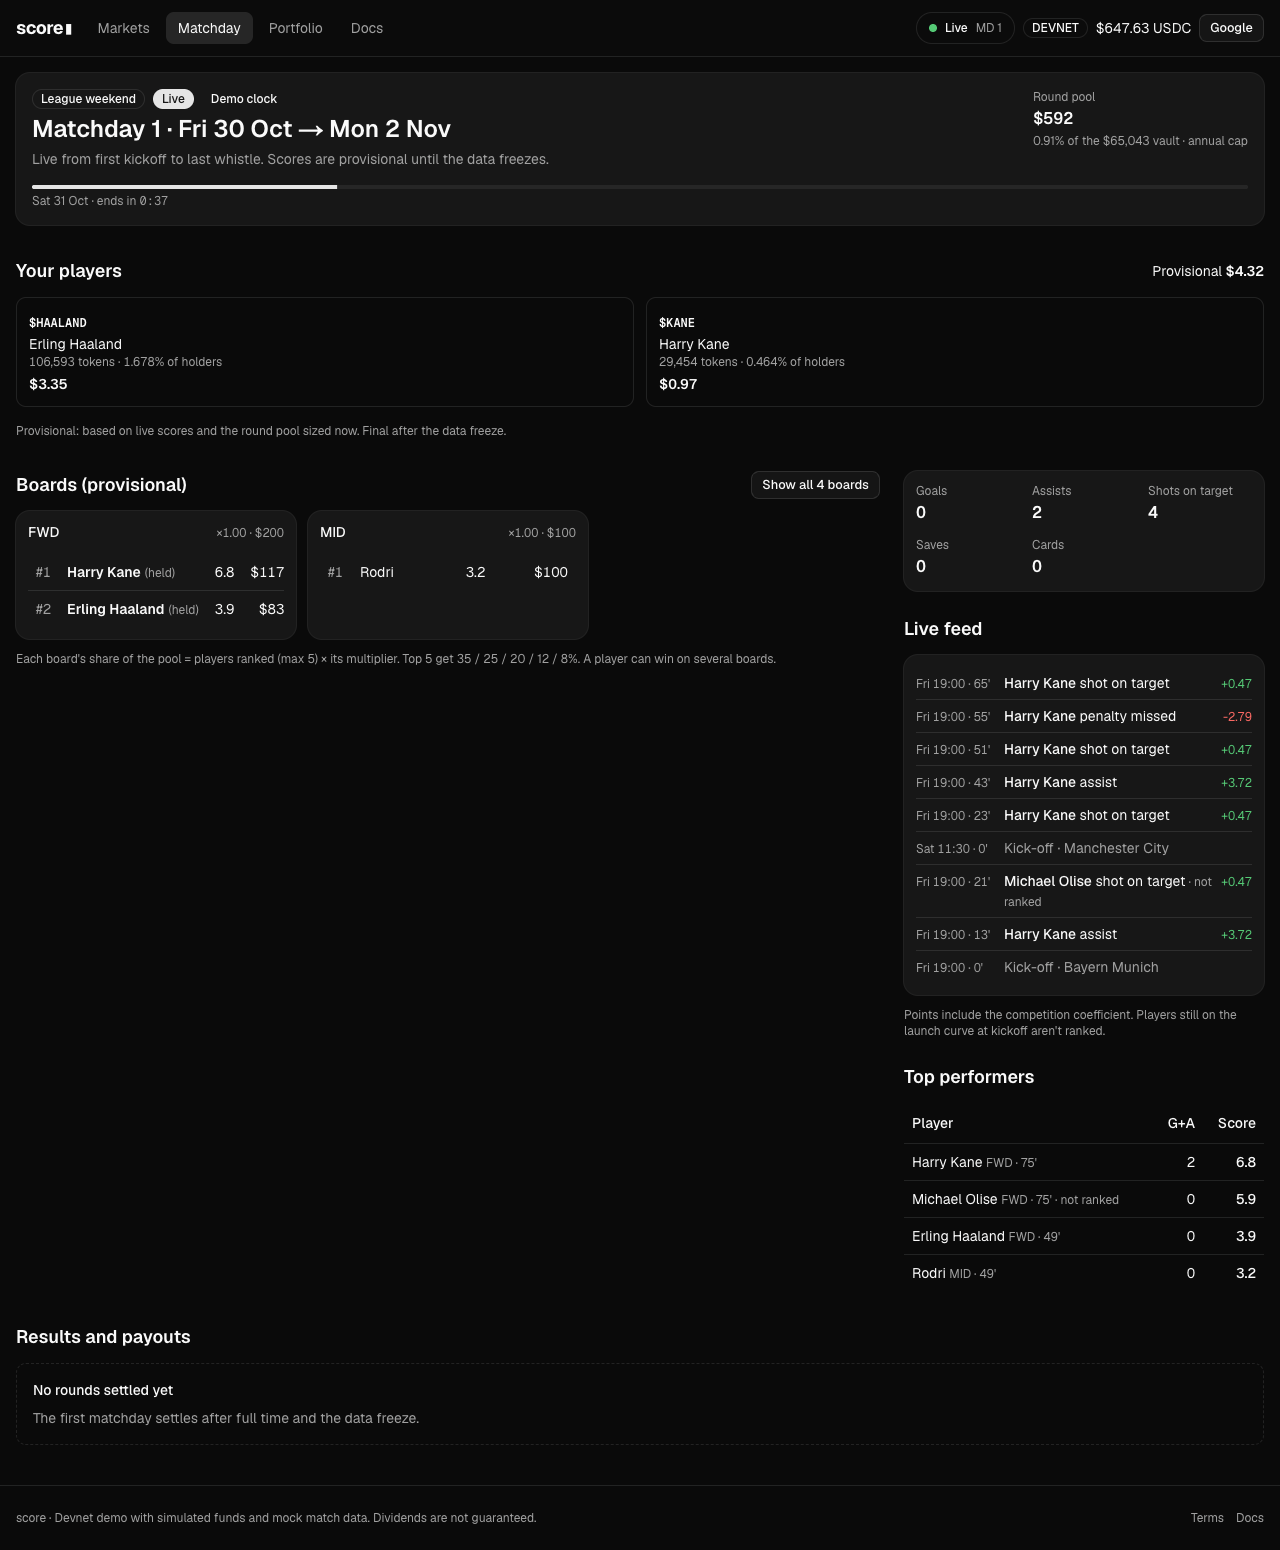 score
Markets
Matchday
Portfolio
Docs
Live MD 1
DEVNET
$647.63 USDC
Google
League weekend
Live
Demo clock
Matchday 1 · Fri 30 Oct → Mon 2 Nov
Live from first kickoff to last whistle. Scores are provisional until the data freezes.
Sat 31 Oct · ends in 0:37
Round pool
$592
0.91% of the $65,043 vault · annual cap
Your players
Provisional $4.32
$HAALAND
Erling Haaland
106,593 tokens · 1.678% of holders
$3.35
$KANE
Harry Kane
29,454 tokens · 0.464% of holders
$0.97
Provisional: based on live scores and the round pool sized now. Final after the data freeze.
Boards (provisional)
Show all 4 boards
FWD ×1.00 · $200
#1 Harry Kane (held) 6.8 $117
#2 Erling Haaland (held) 3.9 $83
MID ×1.00 · $100
#1 Rodri 3.2 $100
Each board's share of the pool = players ranked (max 5) × its multiplier. Top 5 get 35 / 25 / 20 / 12 / 8%. A player can win on several boards.
Goals Assists Shots on target
0 2 4
Saves Cards
0 0
Live feed
Fri 19:00 · 65' Harry Kane shot on target +0.47
Fri 19:00 · 55' Harry Kane penalty missed -2.79
Fri 19:00 · 51' Harry Kane shot on target +0.47
Fri 19:00 · 43' Harry Kane assist +3.72
Fri 19:00 · 23' Harry Kane shot on target +0.47
Sat 11:30 · 0' Kick-off · Manchester City
Fri 19:00 · 21' Michael Olise shot on target · not +0.47
ranked
Fri 19:00 · 13' Harry Kane assist +3.72
Fri 19:00 · 0' Kick-off · Bayern Munich
Points include the competition coefficient. Players still on the
launch curve at kickoff aren't ranked.
Top performers
Player G+A Score
Harry Kane FWD · 75' 2 6.8
Michael Olise FWD · 75' · not ranked 0 5.9
Erling Haaland FWD · 49' 0 3.9
Rodri MID · 49' 0 3.2
Results and payouts
No rounds settled yet
The first matchday settles after full time and the data freeze.
score · Devnet demo with simulated funds and mock match data. Dividends are not guaranteed.
Terms Docs